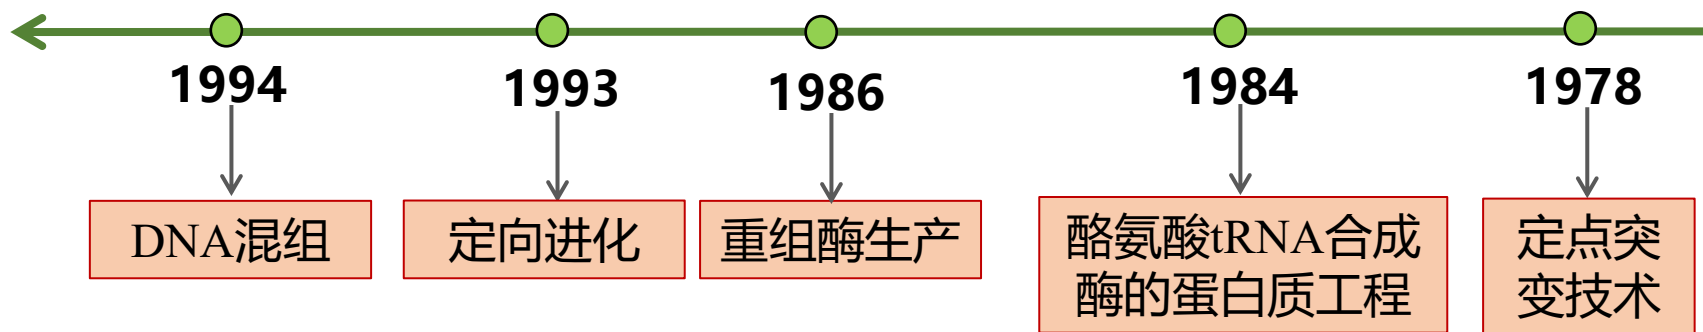 1994
1993
1986
1984
1978
DNA混组
定向进化
重组酶生产
酪氨酸tRNA合成
酶的蛋白质工程
定点突
变技术